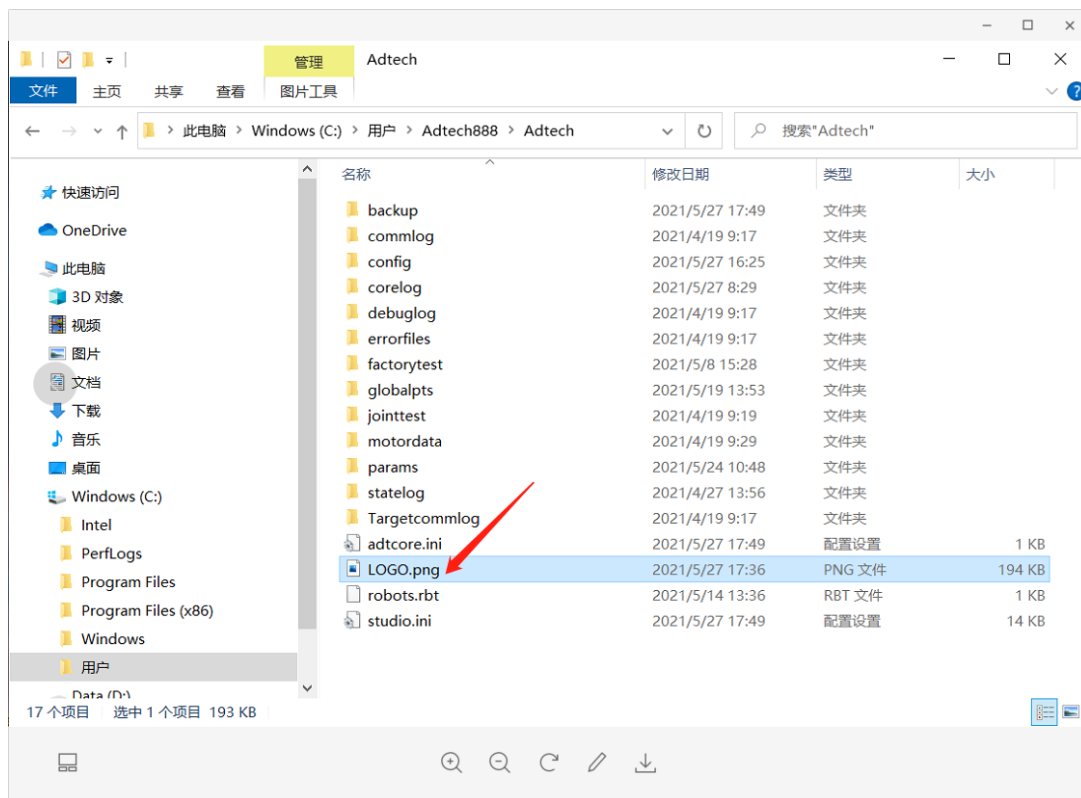 管理
Adtech
文件
主页
共享
查看
图片工具
此电脑 > Windows (C:) > 用户 > Adtech888 > Adtech
搜索"Adtech"
快速访问
OneDrive
此电脑
3D 对象
视频
图片
文档
下载
音乐
桌面
Windows (C:)
Intel
PerfLogs
Program Files
Program Files (x86)
Windows
用户
Data (D:)
名称 修改日期 类型 大小
backup 2021/5/27 17:49 文件夹
commlog 2021/4/19 9:17 文件夹
config 2021/5/27 16:25 文件夹
corelog 2021/5/27 8:29 文件夹
debuglog 2021/4/19 9:17 文件夹
errorfiles 2021/4/19 9:17 文件夹
factorytest 2021/5/8 15:28 文件夹
globalpts 2021/5/19 13:53 文件夹
jointtest 2021/4/19 9:19 文件夹
motordata 2021/4/19 9:29 文件夹
params 2021/5/24 10:48 文件夹
statelog 2021/4/27 13:56 文件夹
Targetcommlog 2021/4/19 9:17 文件夹
adtcore.ini 2021/5/27 17:49 配置设置 1 KB
LOGO.png 2021/5/27 17:36 PNG 文件 194 KB
robots.rbt 2021/5/14 13:36 RBT 文件 1 KB
studio.ini 2021/5/27 17:49 配置设置 14 KB
17 个项目 选中 1 个项目 193 KB